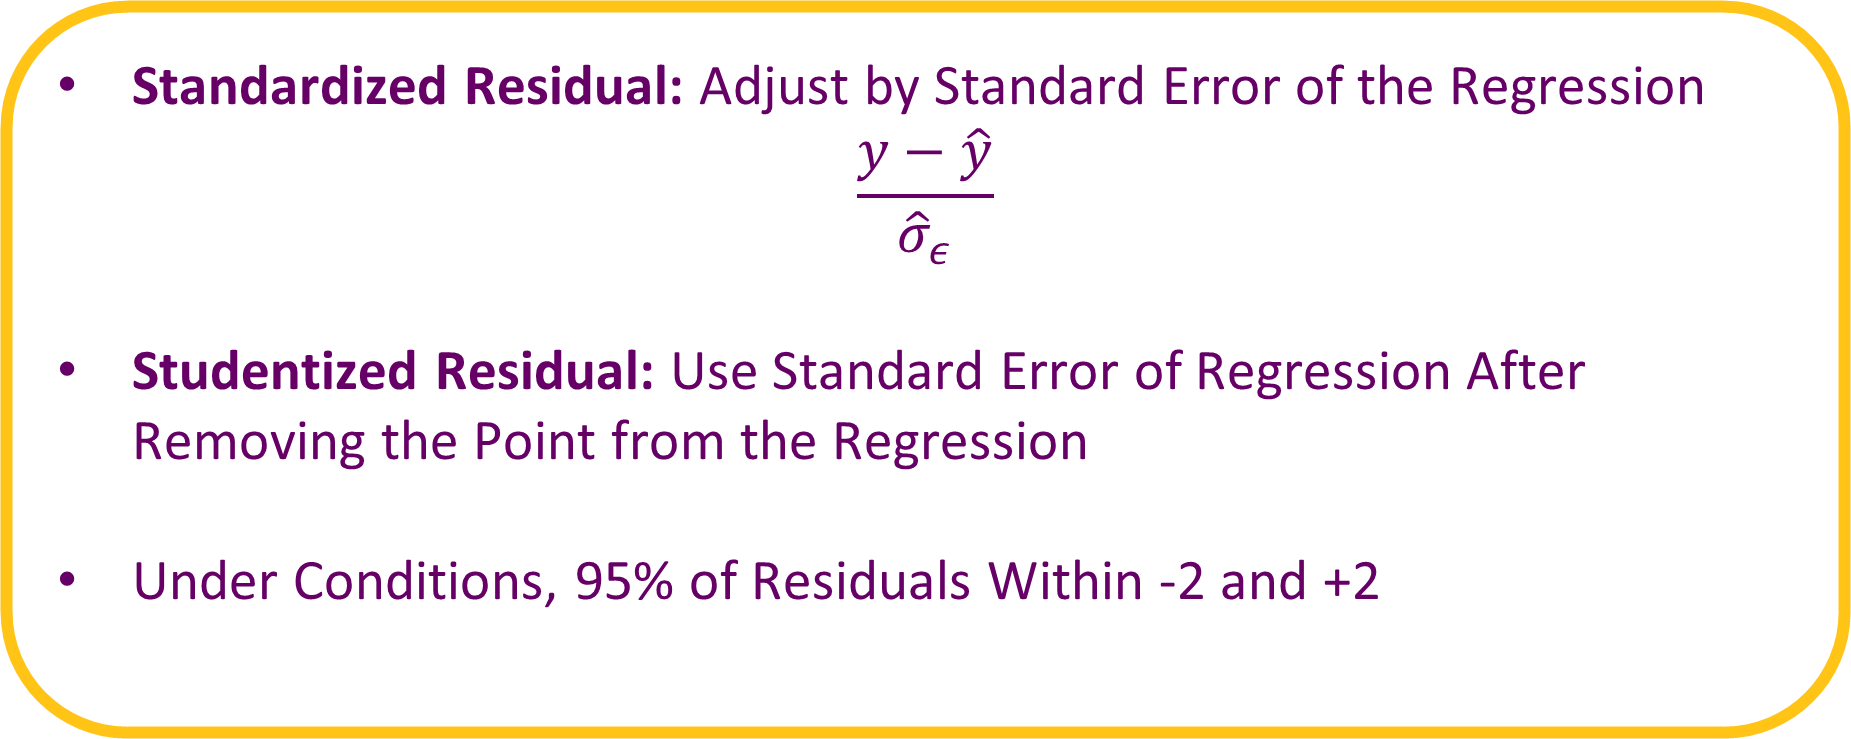 • Standardized Residual: Adjust by Standard Error of the Regression
y − ŷ
σ̂ϵ
• Studentized Residual: Use Standard Error of Regression After
Removing the Point from the Regression
• Under Conditions, 95% of Residuals Within -2 and +2